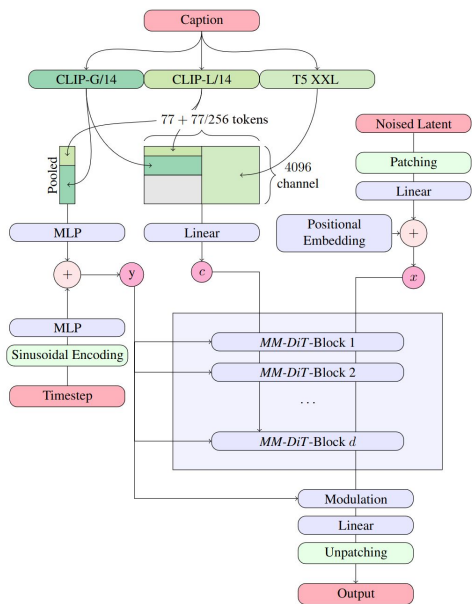 Caption
CLIP-G/14
CLIP-L/14
T5 XXL
77 + 77/256 tokens
Pooled
4096
channel
Noised Latent
Patching
Linear
Positional
Embedding
+
x
MLP
Linear
+
y
c
MLP
Sinusoidal Encoding
Timestep
MM-DiT-Block 1
MM-DiT-Block 2
. . .
MM-DiT-Block d
Modulation
Linear
Unpatching
Output